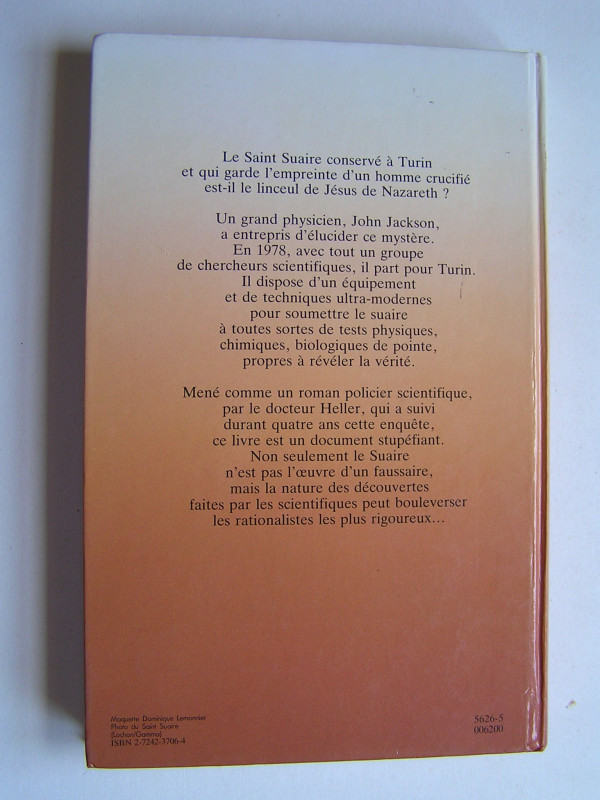 Le Saint Suaire conservé à Turin
et qui garde l'empreinte d'un homme crucifié
est-il le linceul de Jésus de Nazareth ?
Un grand physicien, John Jackson,
a entrepris d'élucider ce mystère.
En 1978, avec tout un groupe
de chercheurs scientifiques, il part pour Turin.
Il dispose d'un équipement
et de techniques ultra-modernes
pour soumettre le suaire
à toutes sortes de tests physiques,
chimiques, biologiques de pointe,
propres à révéler la vérité.
Mené comme un roman policier scientifique,
par le docteur Heller, qui a suivi
durant quatre ans cette enquête,
ce livre est un document stupéfiant.
Non seulement le Suaire
n'est pas l'œuvre d'un faussaire,
mais la nature des découvertes
faites par les scientifiques peut bouleverser
les rationalistes les plus rigoureux...
Maquette Dominique Lemonnier
Photo du Saint Suaire
(Lochon/Gamma)
ISBN 2-7242-3706-4
5626-5
006200